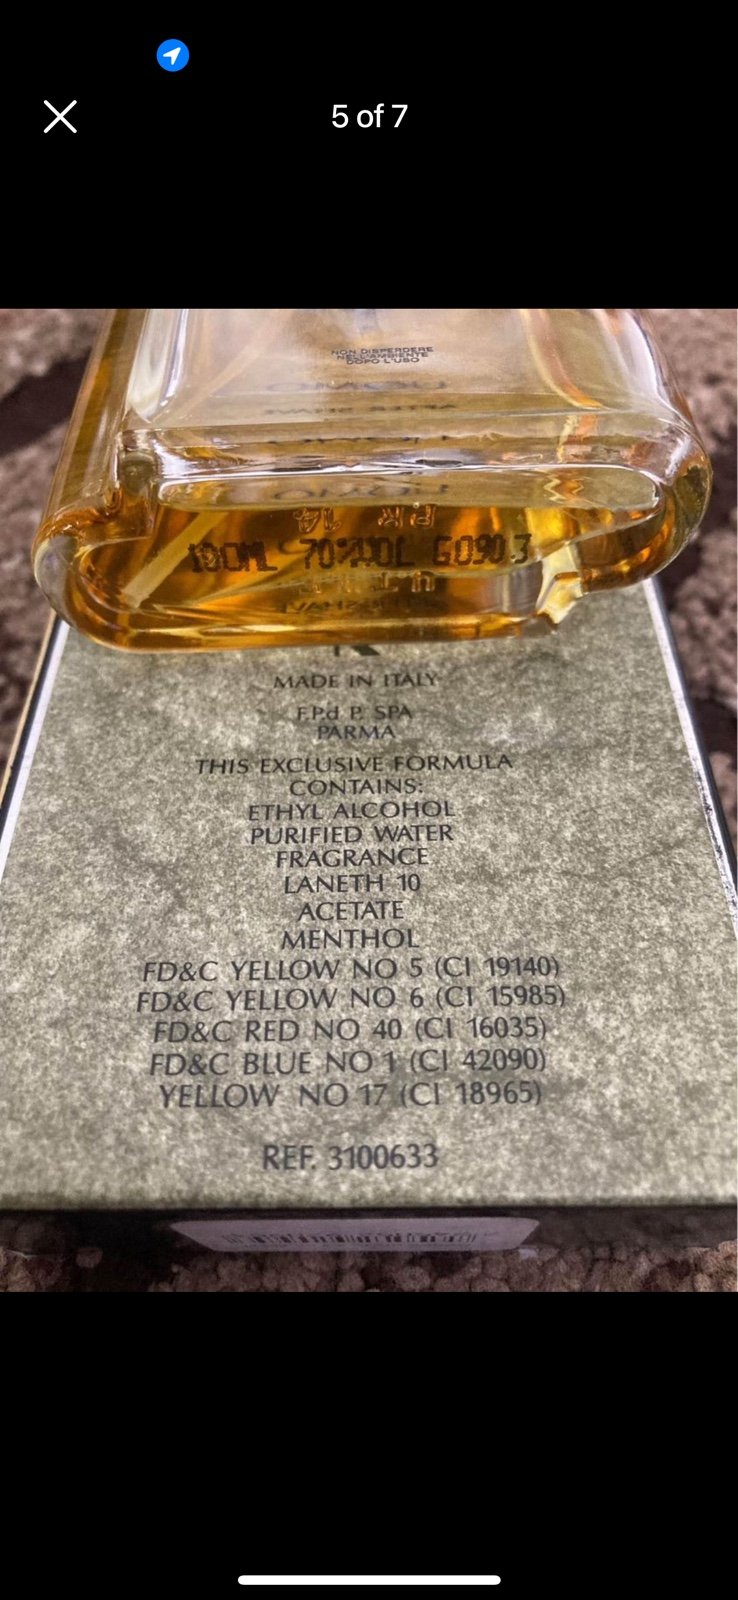 5 of 7
NON DISPERDERE
NELL'AMBIENTE
DOPO L'USO
100ML 70%VOL G090.3
MADE IN ITALY
F.P.d P. SPA
PARMA
THIS EXCLUSIVE FORMULA
CONTAINS:
ETHYL ALCOHOL
PURIFIED WATER
FRAGRANCE
LANETH 10
ACETATE
MENTHOL
FD&C YELLOW NO 5 (CI 19140)
FD&C YELLOW NO 6 (CI 15985)
FD&C RED NO 40 (CI 16035)
FD&C BLUE NO 1 (CI 42090)
YELLOW NO 17 (CI 18965)
REF. 3100633